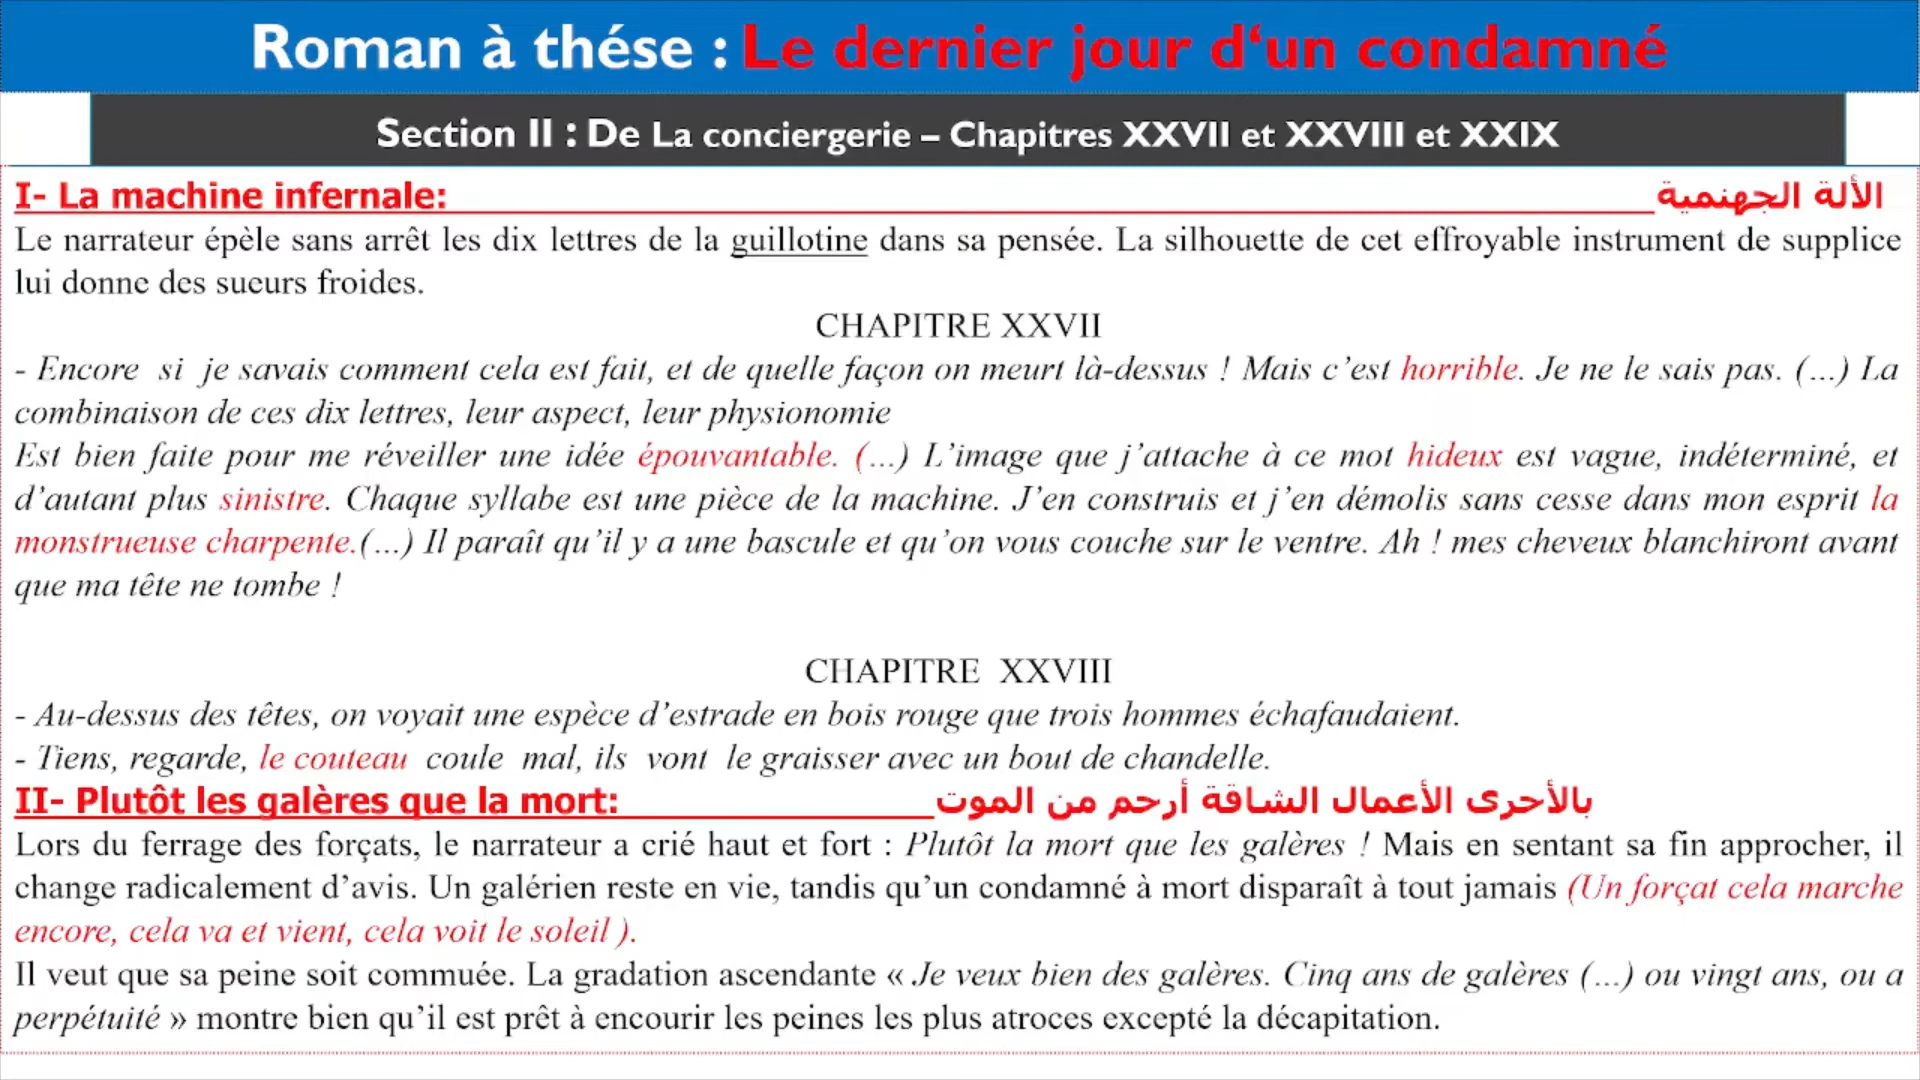 Roman à thése : Le dernier jour d‘un condamné
Section II : De La conciergerie – Chapitres XXVII et XXVIII et XXIX
I- La machine infernale: الألة الجهنمية
Le narrateur épèle sans arrêt les dix lettres de la guillotine dans sa pensée. La silhouette de cet effroyable instrument de supplice
lui donne des sueurs froides.
CHAPITRE XXVII
- Encore si je savais comment cela est fait, et de quelle façon on meurt là-dessus ! Mais c’est horrible. Je ne le sais pas. (...) La
combinaison de ces dix lettres, leur aspect, leur physionomie
Est bien faite pour me réveiller une idée épouvantable. (...) L’image que j’attache à ce mot hideux est vague, indéterminé, et
d’autant plus sinistre. Chaque syllabe est une pièce de la machine. J’en construis et j’en démolis sans cesse dans mon esprit la
monstrueuse charpente.(...) Il paraît qu’il y a une bascule et qu’on vous couche sur le ventre. Ah ! mes cheveux blanchiront avant
que ma tête ne tombe !
CHAPITRE XXVIII
- Au-dessus des têtes, on voyait une espèce d’estrade en bois rouge que trois hommes échafaudaient.
- Tiens, regarde, le couteau coule mal, ils vont le graisser avec un bout de chandelle.
II- Plutôt les galères que la mort: بالأحرى الأعمال الشاقة أرحم من الموت
Lors du ferrage des forçats, le narrateur a crié haut et fort : Plutôt la mort que les galères ! Mais en sentant sa fin approcher, il
change radicalement d’avis. Un galérien reste en vie, tandis qu’un condamné à mort disparaît à tout jamais (Un forçat cela marche
encore, cela va et vient, cela voit le soleil ).
Il veut que sa peine soit commuée. La gradation ascendante « Je veux bien des galères. Cinq ans de galères (...) ou vingt ans, ou a
perpétuité » montre bien qu’il est prêt à encourir les peines les plus atroces excepté la décapitation.